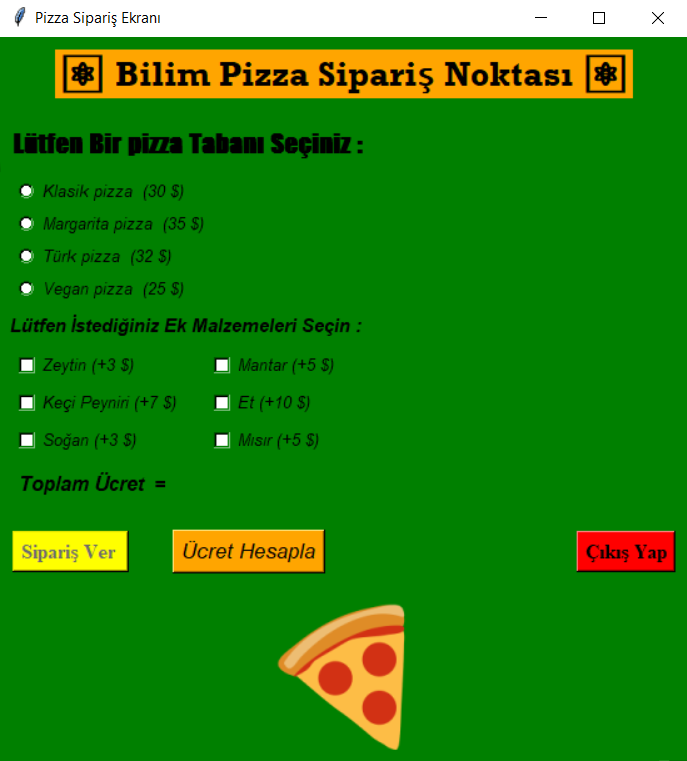 Pizza Sipariş Ekranı
Bilim Pizza Sipariş Noktası
Lütfen Bir pizza Tabanı Seçiniz :
Klasik pizza (30 $)
Margarita pizza (35 $)
Türk pizza (32 $)
Vegan pizza (25 $)
Lütfen İstediğiniz Ek Malzemeleri Seçin :
Zeytin (+3 $) Mantar (+5 $)
Keçi Peyniri (+7 $) Et (+10 $)
Soğan (+3 $) Mısır (+5 $)
Toplam Ücret =
Sipariş Ver Ücret Hesapla Çıkış Yap